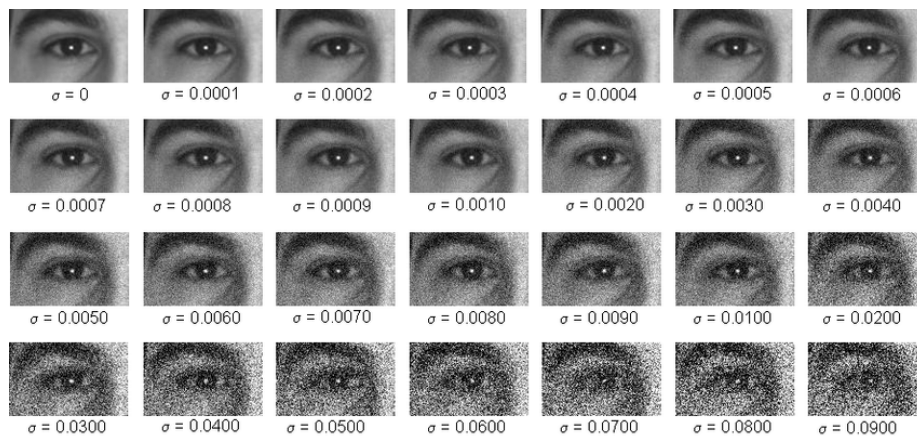 σ = 0 σ = 0.0001 σ = 0.0002 σ = 0.0003 σ = 0.0004 σ = 0.0005 σ = 0.0006
σ = 0.0007 σ = 0.0008 σ = 0.0009 σ = 0.0010 σ = 0.0020 σ = 0.0030 σ = 0.0040
σ = 0.0050 σ = 0.0060 σ = 0.0070 σ = 0.0080 σ = 0.0090 σ = 0.0100 σ = 0.0200
σ = 0.0300 σ = 0.0400 σ = 0.0500 σ = 0.0600 σ = 0.0700 σ = 0.0800 σ = 0.0900